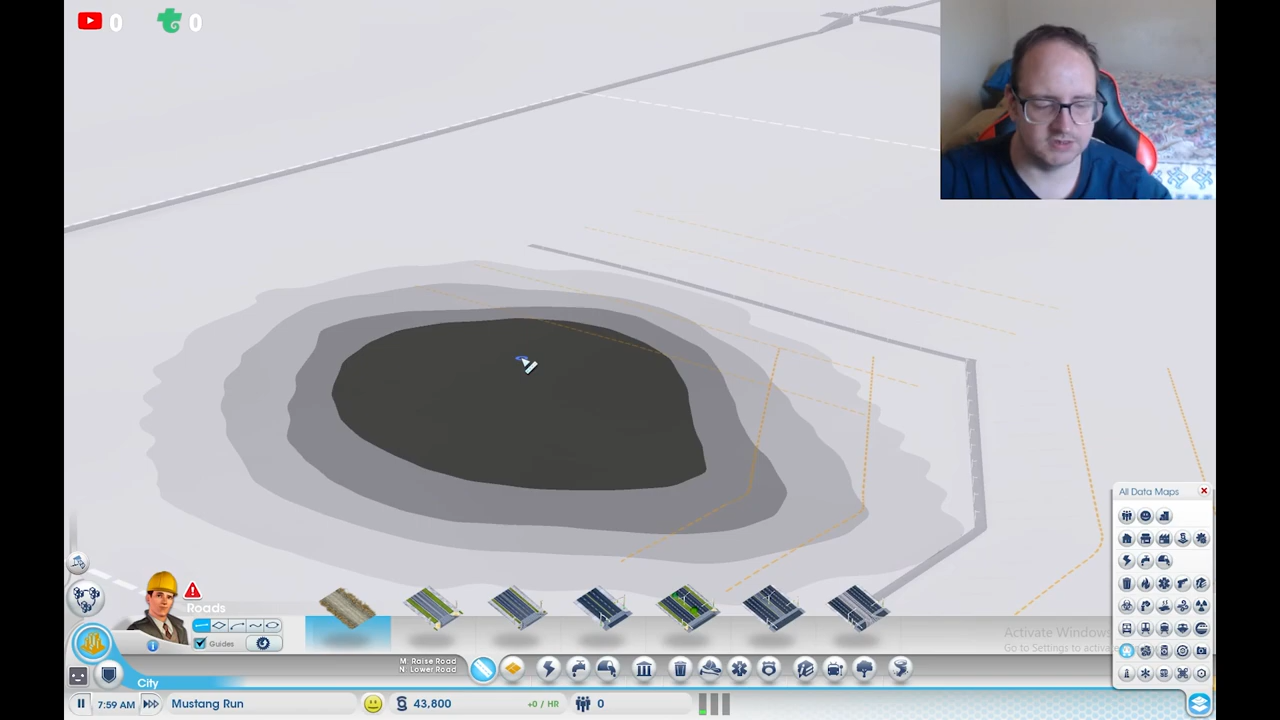 0 0
All Data Maps
Roads
Guides
M: Raise Road
N: Lower Road
Activate Windows
Go to Settings to activate
City
7:59 AM Mustang Run 43,800 +0 / HR 0